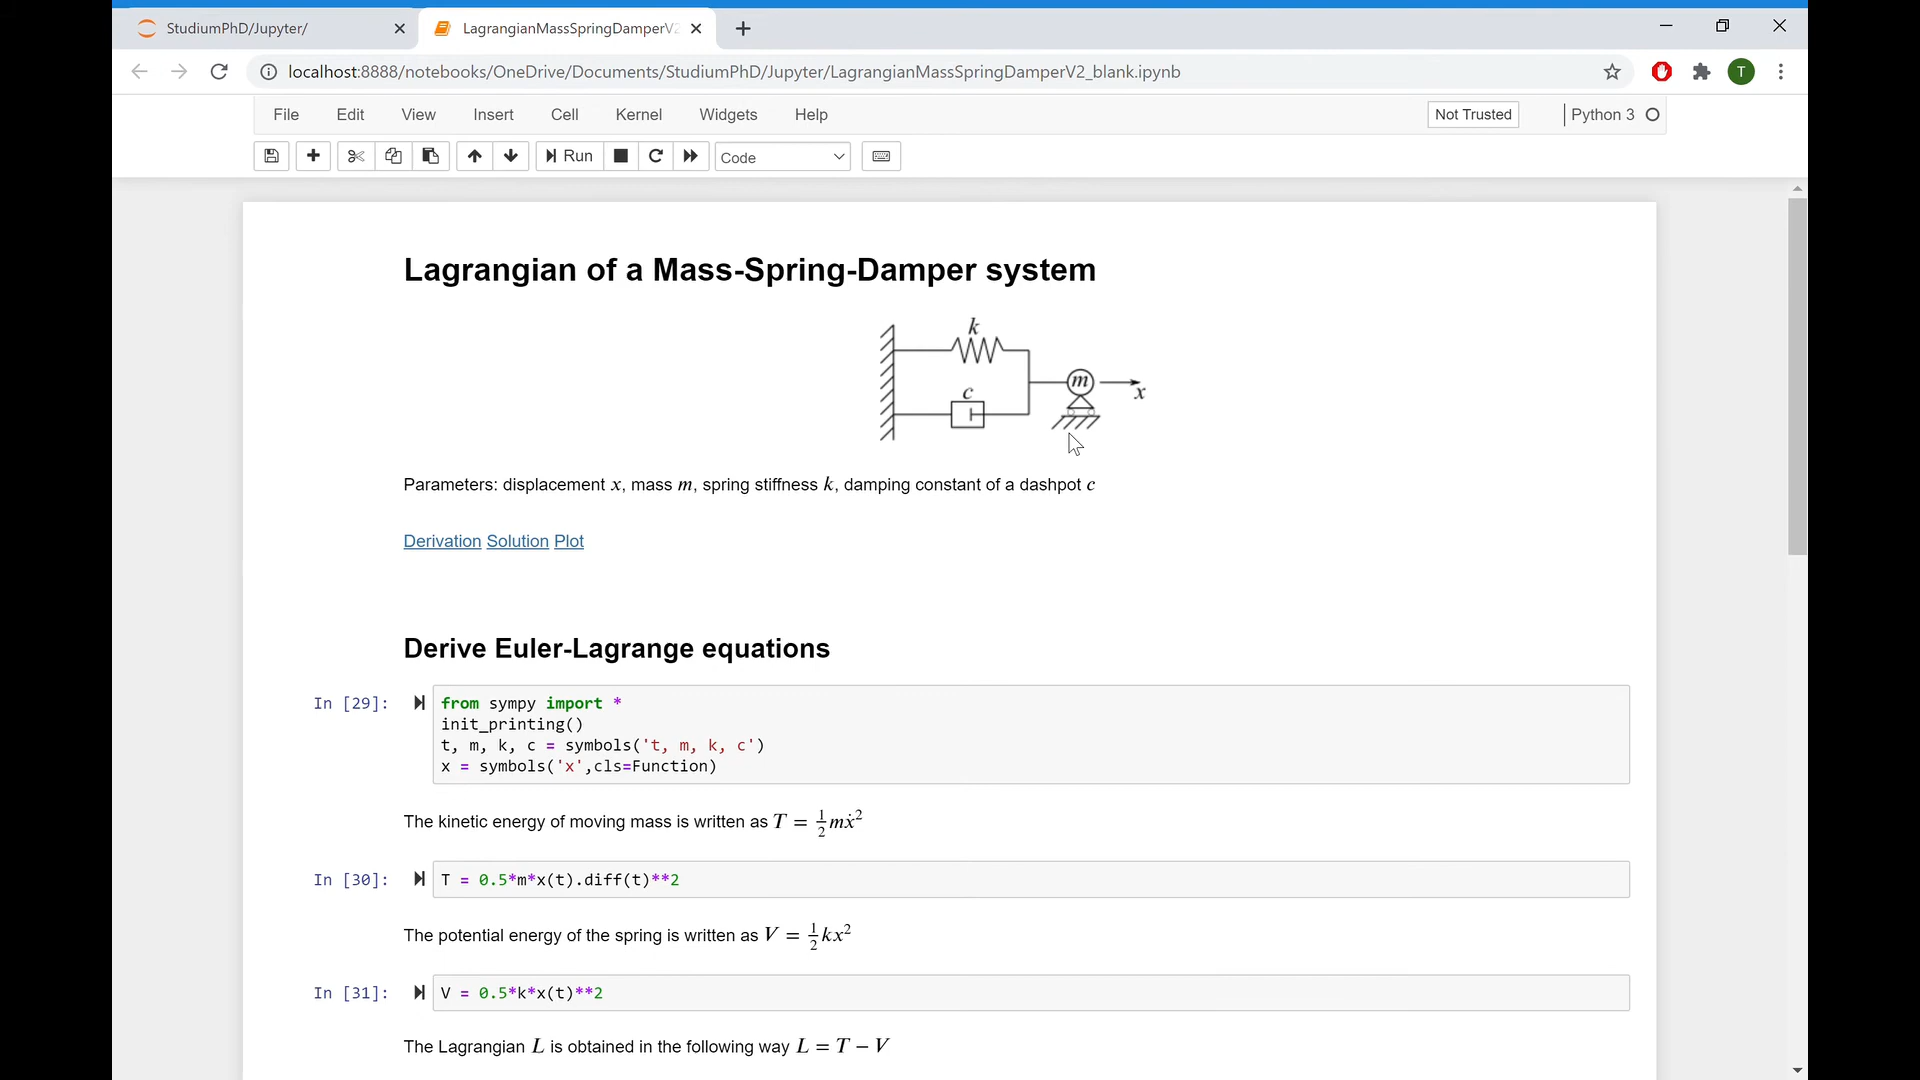 StudiumPhD/Jupyter/
LagrangianMassSpringDamperV2
localhost:8888/notebooks/OneDrive/Documents/StudiumPhD/Jupyter/LagrangianMassSpringDamperV2_blank.ipynb
T
File Edit View Insert Cell Kernel Widgets Help
Not Trusted
Python 3
Run
Code
Lagrangian of a Mass-Spring-Damper system
k
c
m
x
Parameters: displacement x, mass m, spring stiffness k, damping constant of a dashpot c
Derivation Solution Plot
Derive Euler-Lagrange equations
In [29]:
from sympy import *
init_printing()
t, m, k, c = symbols('t, m, k, c')
x = symbols('x',cls=Function)
The kinetic energy of moving mass is written as T = ½mẋ²
In [30]: T = 0.5*m*x(t).diff(t)**2
The potential energy of the spring is written as V = ½kx²
In [31]: V = 0.5*k*x(t)**2
The Lagrangian L is obtained in the following way L = T − V